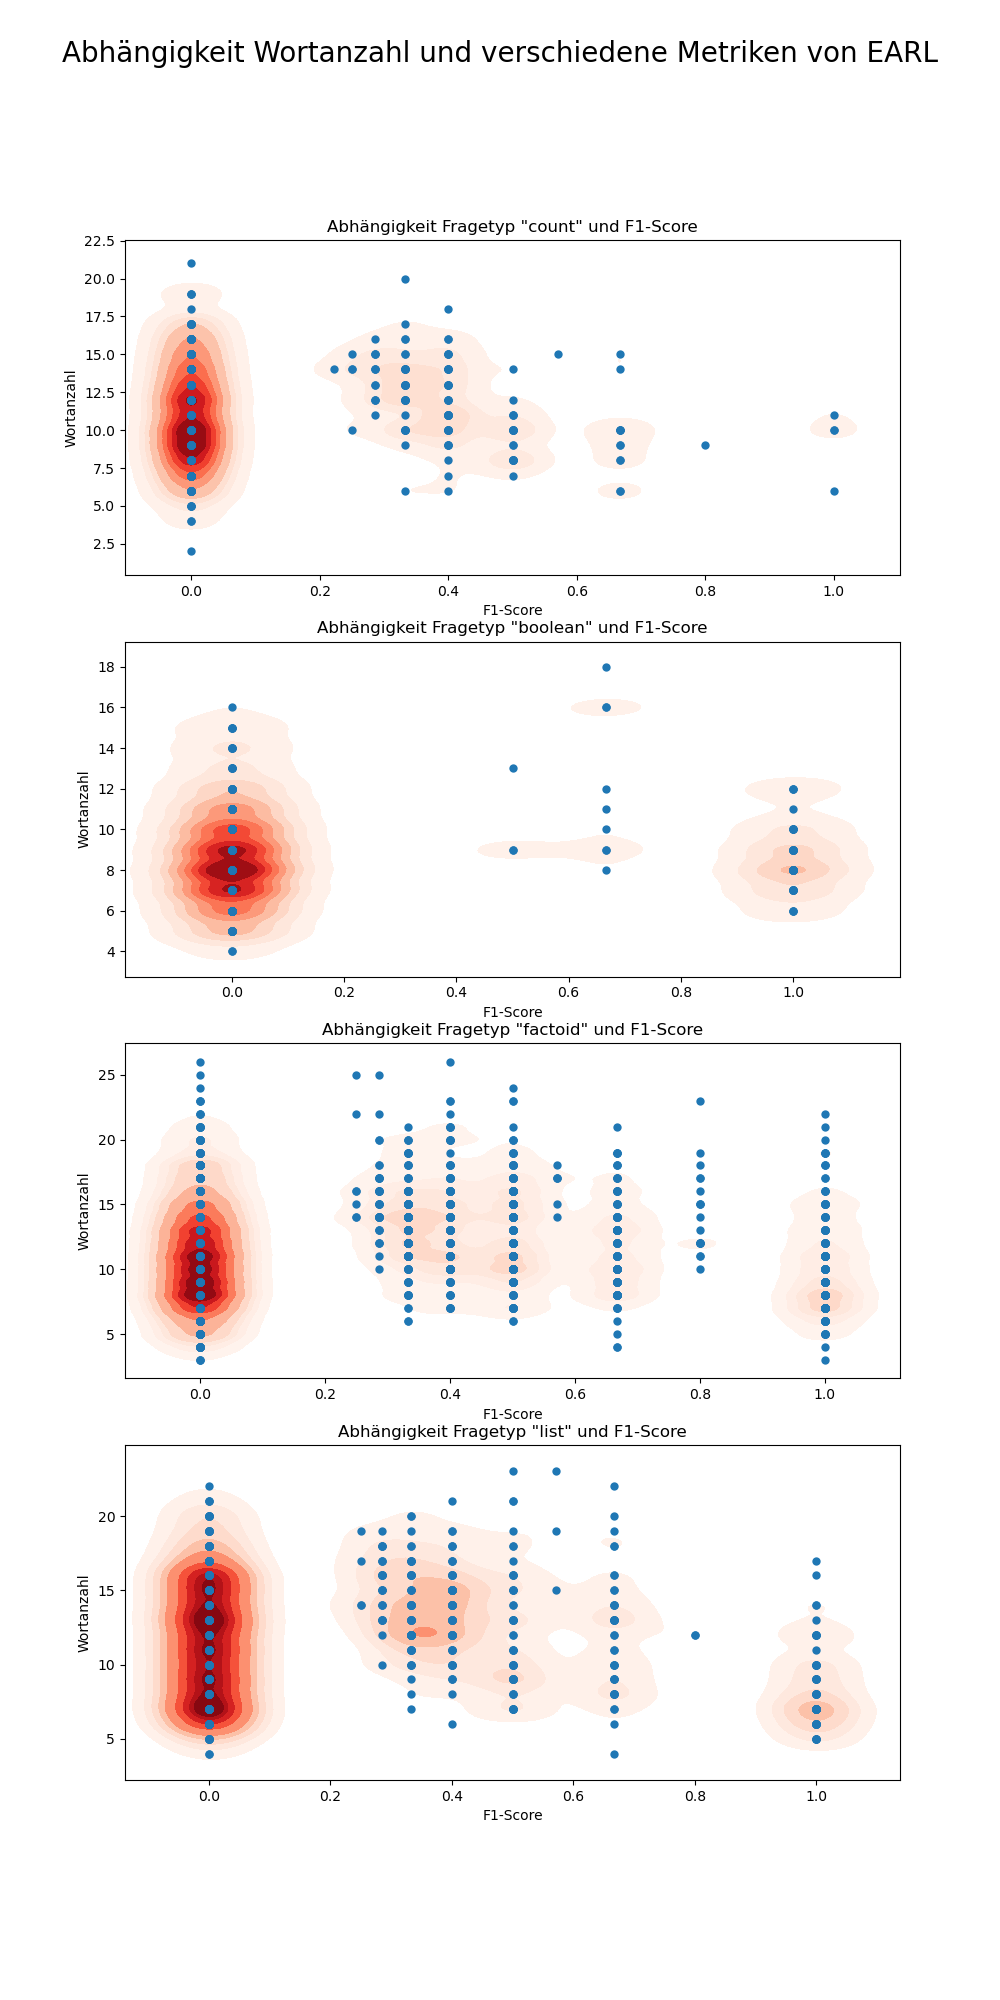 Abhängigkeit Wortanzahl und verschiedene Metriken von EARL
Abhängigkeit Fragetyp "count" und F1-Score
22.5
20.0
17.5
15.0
12.5
10.0
7.5
5.0
2.5
Wortanzahl
0.0 0.2 0.4 0.6 0.8 1.0
F1-Score
Abhängigkeit Fragetyp "boolean" und F1-Score
18
16
14
12
10
8
6
4
Wortanzahl
0.0 0.2 0.4 0.6 0.8 1.0
F1-Score
Abhängigkeit Fragetyp "factoid" und F1-Score
25
20
15
10
5
Wortanzahl
0.0 0.2 0.4 0.6 0.8 1.0
F1-Score
Abhängigkeit Fragetyp "list" und F1-Score
20
15
10
5
Wortanzahl
0.0 0.2 0.4 0.6 0.8 1.0
F1-Score